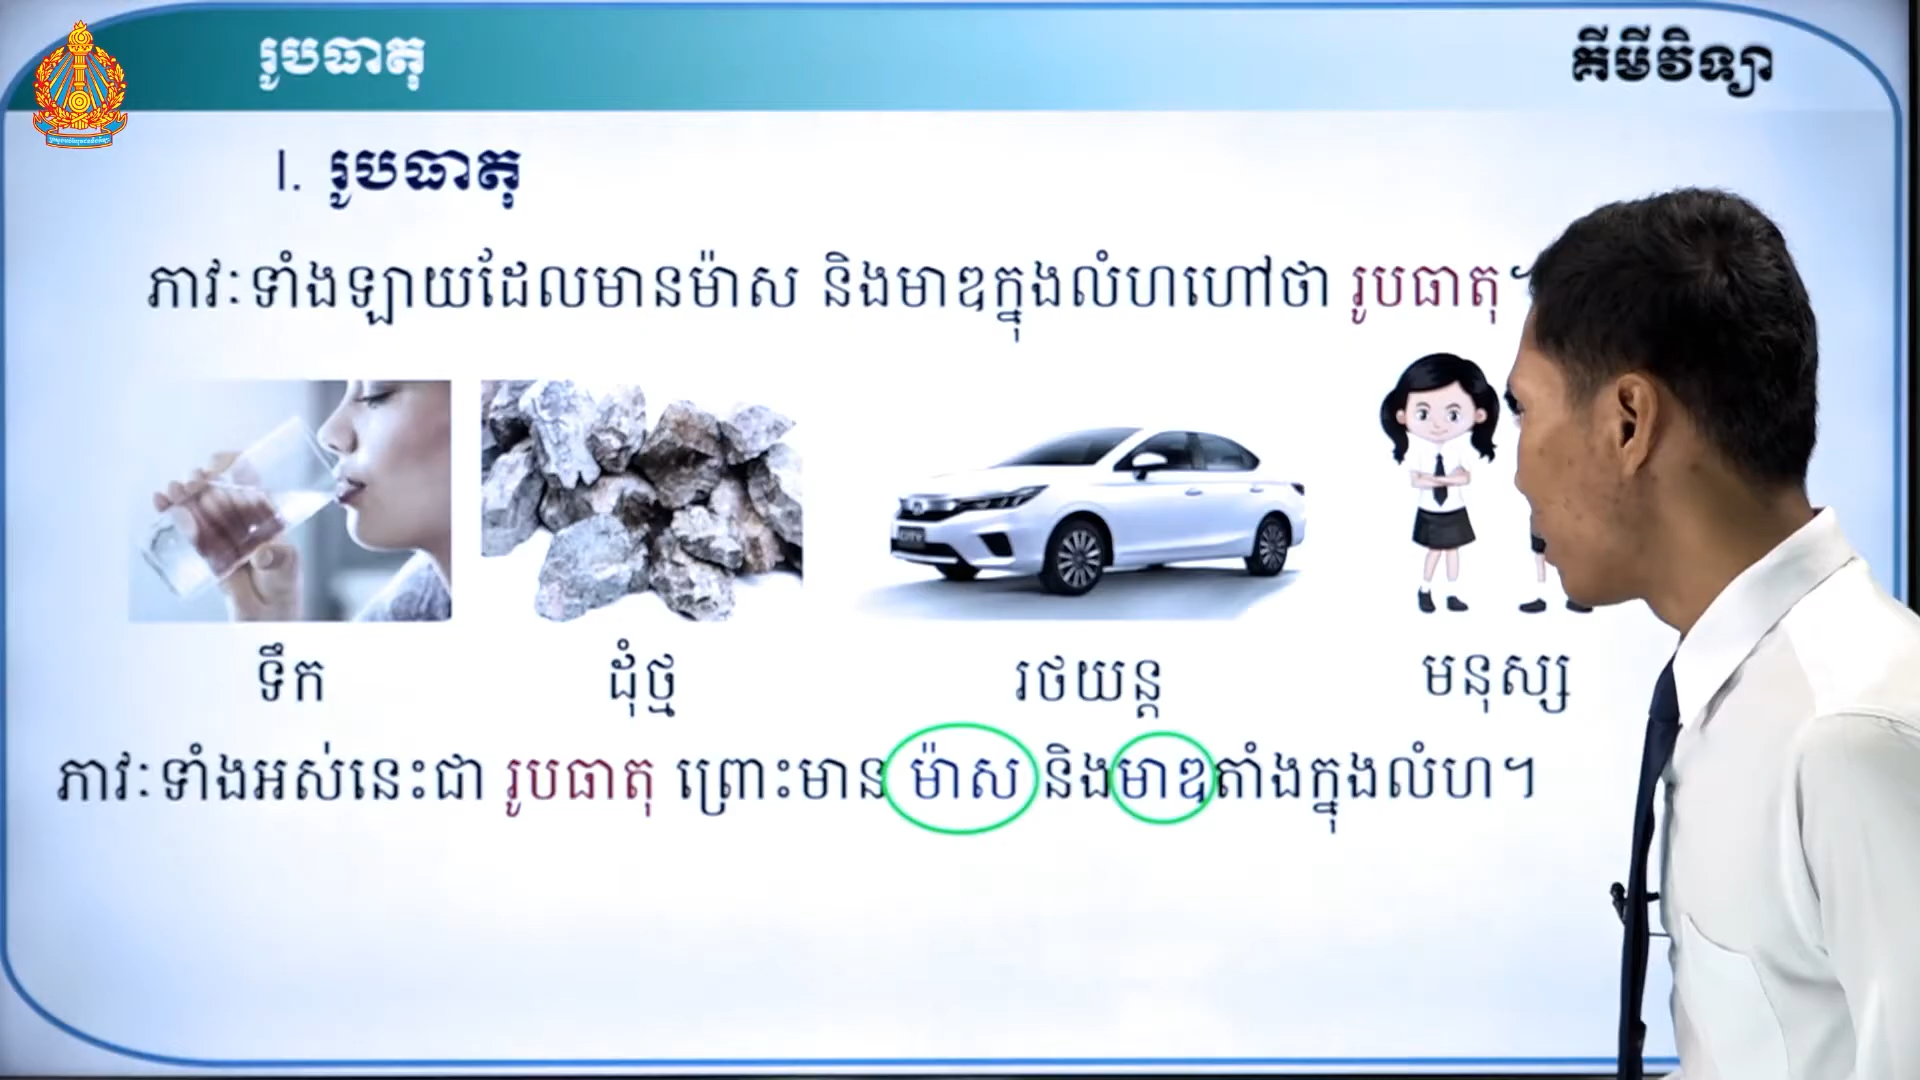 រូបធាតុ
គីមីវិទ្យា
I. រូបធាតុ
ភាវៈទាំងឡាយដែលមានម៉ាស និងមាឌក្នុងលំហហៅថា រូបធាតុ។
ទឹក
ដុំថ្ម
រថយន្ត
មនុស្ស
ភាវៈទាំងអស់នេះជា រូបធាតុ ព្រោះមាន ម៉ាស និងមាឌតាំងក្នុងលំហ។